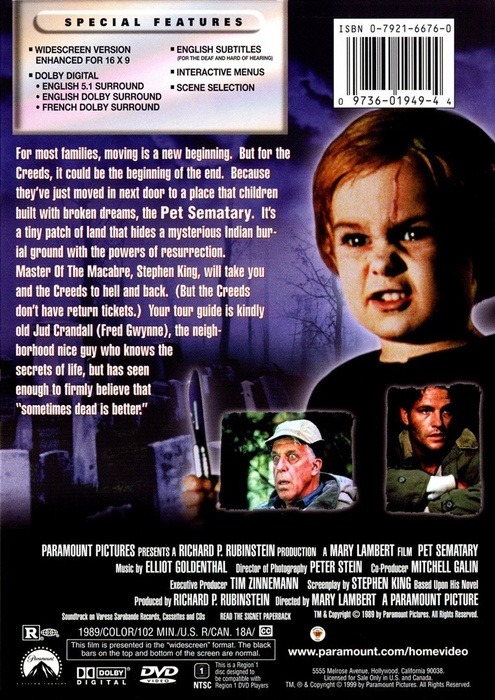 SPECIAL FEATURES
▪ WIDESCREEN VERSION
ENHANCED FOR 16 X 9
▪ DOLBY DIGITAL
• ENGLISH 5.1 SURROUND
• ENGLISH DOLBY SURROUND
• FRENCH DOLBY SURROUND
▪ ENGLISH SUBTITLES
(FOR THE DEAF AND HARD OF HEARING)
▪ INTERACTIVE MENUS
▪ SCENE SELECTION
ISBN 0-7921-6676-0
0 9736-01949-4 4
For most families, moving is a new beginning. But for the
Creeds, it could be the beginning of the end. Because
they've just moved in next door to a place that children
built with broken dreams, the Pet Sematary. It's
a tiny patch of land that hides a mysterious Indian bur-
ial ground with the powers of resurrection.
Master Of The Macabre, Stephen King, will take you
and the Creeds to hell and back. (But the Creeds
don't have return tickets.) Your tour guide is kindly
old Jud Crandall (Fred Gwynne), the neigh-
borhood nice guy who knows the
secrets of life, but has seen
enough to firmly believe that
"sometimes dead is better."
PARAMOUNT PICTURES PRESENTS A RICHARD P. RUBINSTEIN PRODUCTION A MARY LAMBERT FILM PET SEMATARY
Music by ELLIOT GOLDENTHAL Director of Photography PETER STEIN Co-Producer MITCHELL GALIN
Executive Producer TIM ZINNEMANN Screenplay by STEPHEN KING Based Upon His Novel
Produced by RICHARD P. RUBINSTEIN Directed by MARY LAMBERT A PARAMOUNT PICTURE
Soundtrack on Varese Sarabande Records, Cassettes and CDs READ THE SIGNET PAPERBACK TM & Copyright © 1989 by Paramount Pictures. All Rights Reserved.
R 1989/COLOR/102 MIN./U.S. R/CAN. 18A/ CC
This film is presented in the "widescreen" format. The black
bars on the top and bottom of the screen are normal.
Paramount
DOLBY
DIGITAL
DVD
VIDEO
1
NTSC
This is a Region 1
disc designed to
be compatible with
Region 1 DVD Players
www.paramount.com/homevideo
5555 Melrose Avenue, Hollywood, California 90038.
Licensed for Sale Only in U.S. and Canada.
TM, ® & Copyright © 1999 by Paramount Pictures. All Rights Reserved.